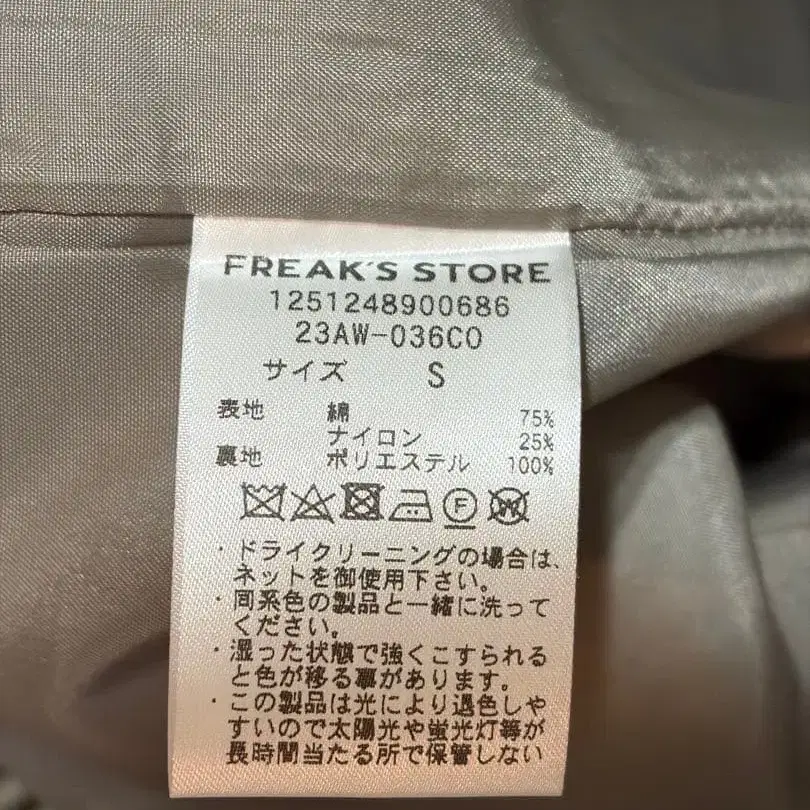 FREAK'S STORE
1251248900686
23AW-036CO
サイズ S
表地 綿 75%
ナイロン 25%
裏地 ポリエステル 100%
F W
・ドライクリーニングの場合は、
ネットを御使用下さい。
・同系色の製品と一緒に洗って
ください。
・湿った状態で強くこすられる
と色が移る事があります。
・この製品は光により退色しや
すいので太陽光や蛍光灯等が
長時間当たる所で保管しない